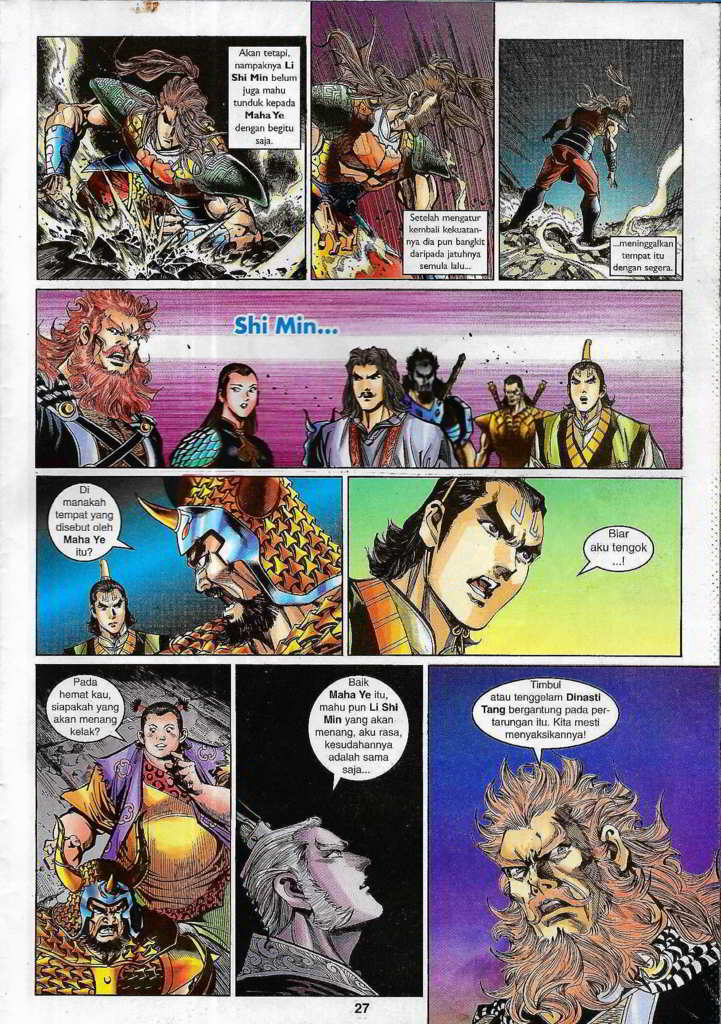 Akan tetapi,
nampaknya Li
Shi Min belum
juga mahu
tunduk kepada
Maha Ye
dengan begitu
saja.
Setelah mengatur
kembali kekuatan-
nya dia pun bangkit
daripada jatuhnya
semula lalu...
...meninggalkan
tempat itu
dengan segera.
Shi Min...
Di
manakah
tempat yang
disebut oleh
Maha Ye
itu?
Biar
aku tengok
...!
Pada
hemat kau,
siapakah yang
akan menang
kelak?
Baik
Maha Ye itu,
mahu pun Li Shi
Min yang akan
menang, aku rasa,
kesudahannya
adalah sama
saja...
Timbul
atau tenggelam Dinasti
Tang bergantung pada per-
tarungan itu. Kita mesti
menyaksikannya!
27